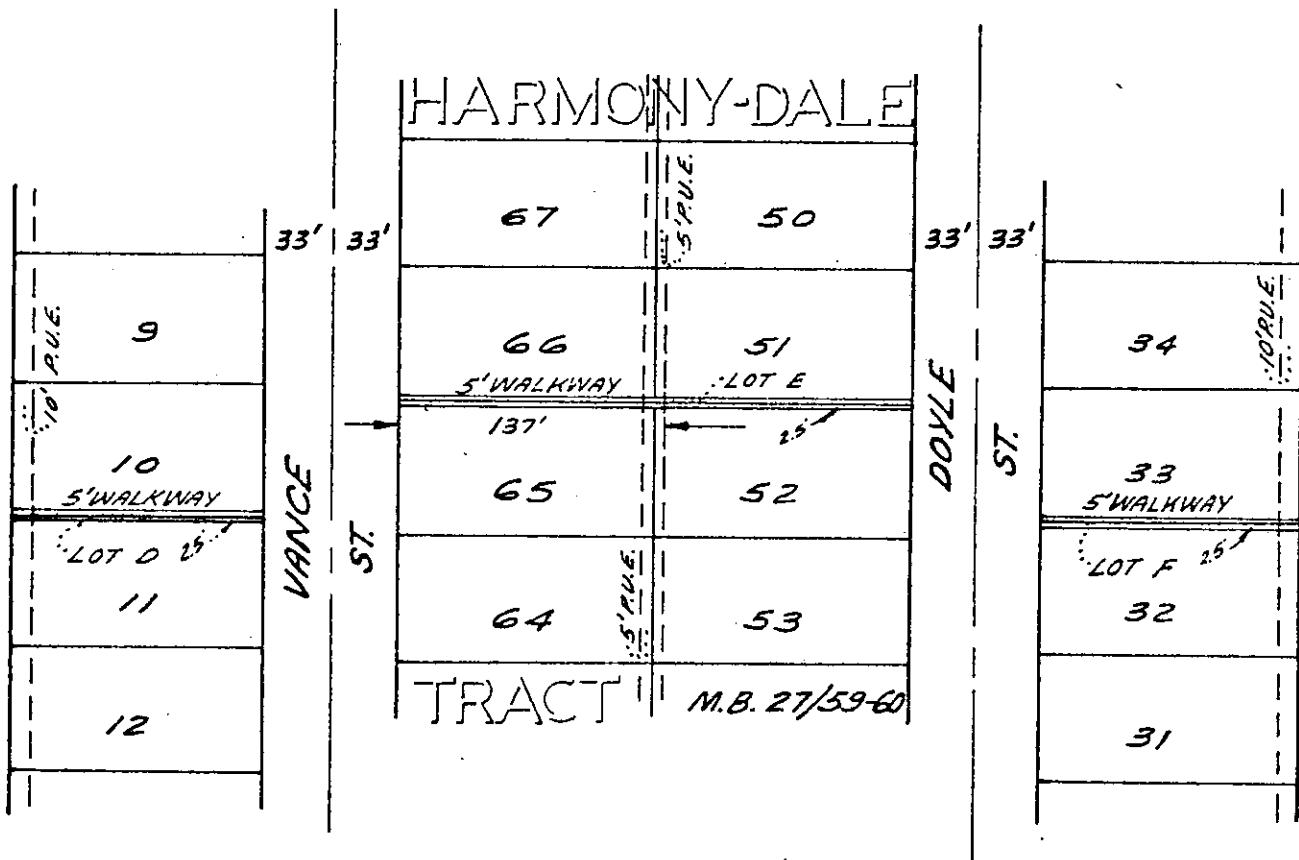 HARMONY-DALE
67
5' P.U.E.
50
33' 33'
33' 33'
9
10' P.U.E.
66
51
5' WALKWAY
LOT E
34
10' P.U.E.
137'
2.5'
10
5' WALKWAY
LOT D
2.5'
VANCE
ST.
65
52
DOYLE
ST.
33
5' WALKWAY
LOT F
2.5'
11
64
5' P.U.E.
53
32
12
TRACT
M.B. 27/59-60
31